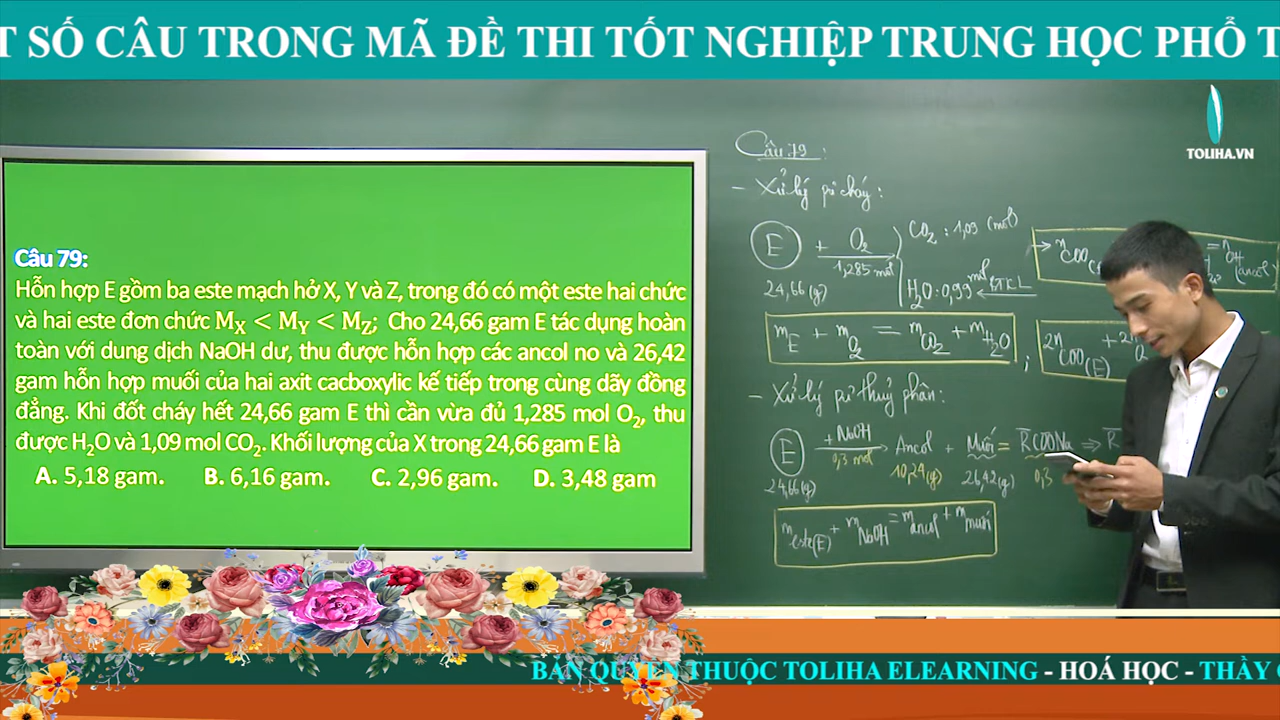 T SỐ CÂU TRONG MÃ ĐỀ THI TỐT NGHIỆP TRUNG HỌC PHỔ T
TOLIHA.VN
Câu 79:
Hỗn hợp E gồm ba este mạch hở X, Y và Z, trong đó có một este hai chức
và hai este đơn chức M_X < M_Y < M_Z; Cho 24,66 gam E tác dụng hoàn
toàn với dung dịch NaOH dư, thu được hỗn hợp các ancol no và 26,42
gam hỗn hợp muối của hai axit cacboxylic kế tiếp trong cùng dãy đồng
đẳng. Khi đốt cháy hết 24,66 gam E thì cần vừa đủ 1,285 mol O₂, thu
được H₂O và 1,09 mol CO₂. Khối lượng của X trong 24,66 gam E là
A. 5,18 gam. B. 6,16 gam. C. 2,96 gam. D. 3,48 gam
Câu 79:
- Xử lý pứ cháy:
E + O₂ → CO₂: 1,09 (mol)
1,285 mol
24,66 (g) H₂O: 0,99 mol ← BTKL
m_E + m_O₂ = m_CO₂ + m_H₂O ;
- Xử lý pứ thuỷ phân:
E + NaOH → Ancol + Muối = R̅COONa ⇒ R̅
0,3 mol
24,66 (g) 10,24 (g) 26,42 (g) 0,3
m_este(E) + m_NaOH = m_ancol + m_muối
BẢN QUYỀN THUỘC TOLIHA ELEARNING - HOÁ HỌC - THẦY